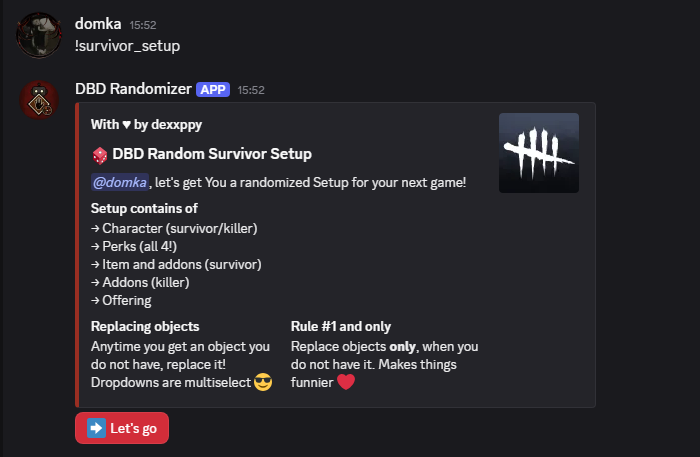 domka 15:52
!survivor_setup
DBD Randomizer APP 15:52
With ♥ by dexxppy
🎲 DBD Random Survivor Setup
@domka, let's get You a randomized Setup for your next game!
Setup contains of
→ Character (survivor/killer)
→ Perks (all 4!)
→ Item and addons (survivor)
→ Addons (killer)
→ Offering
Replacing objects
Anytime you get an object you
do not have, replace it!
Dropdowns are multiselect 😎
Rule #1 and only
Replace objects only, when you
do not have it. Makes things
funnier ❤️
➡️ Let's go